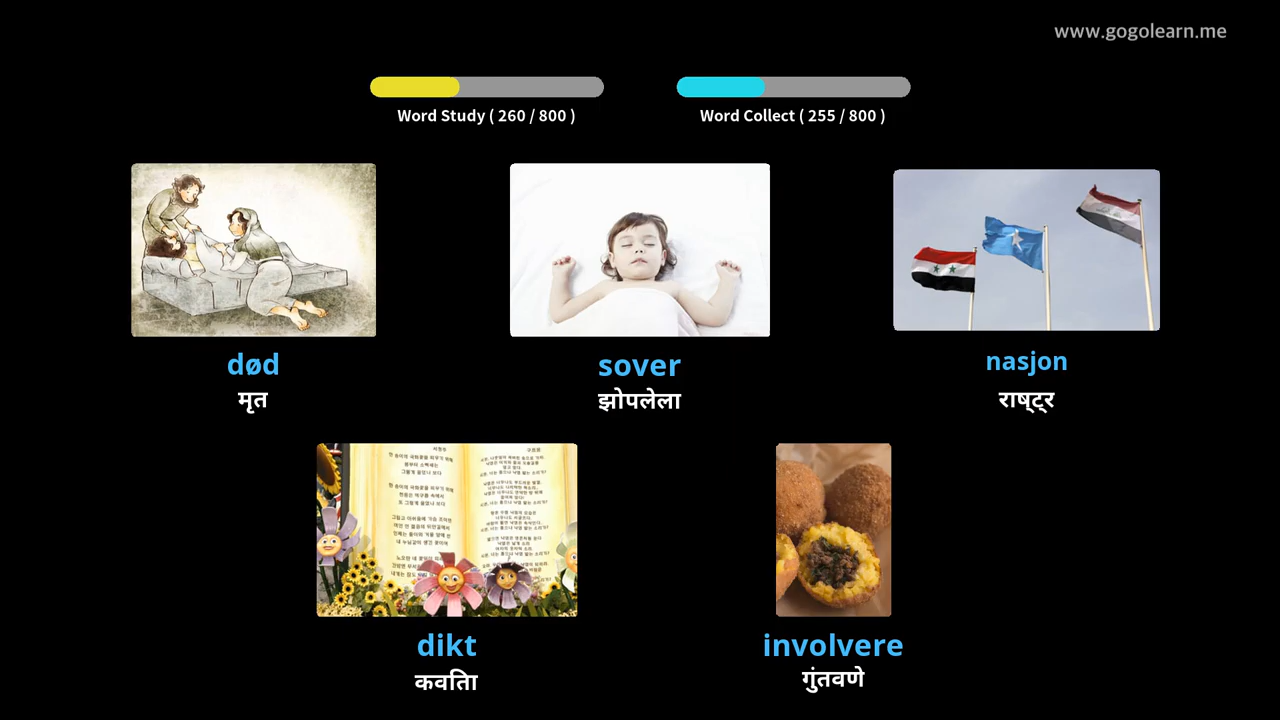 www.gogolearn.me
Word Study ( 260 / 800 )
Word Collect ( 255 / 800 )
død
मृत
sover
झोपलेला
nasjon
राष्ट्र
dikt
कविता
involvere
गुंतवणे